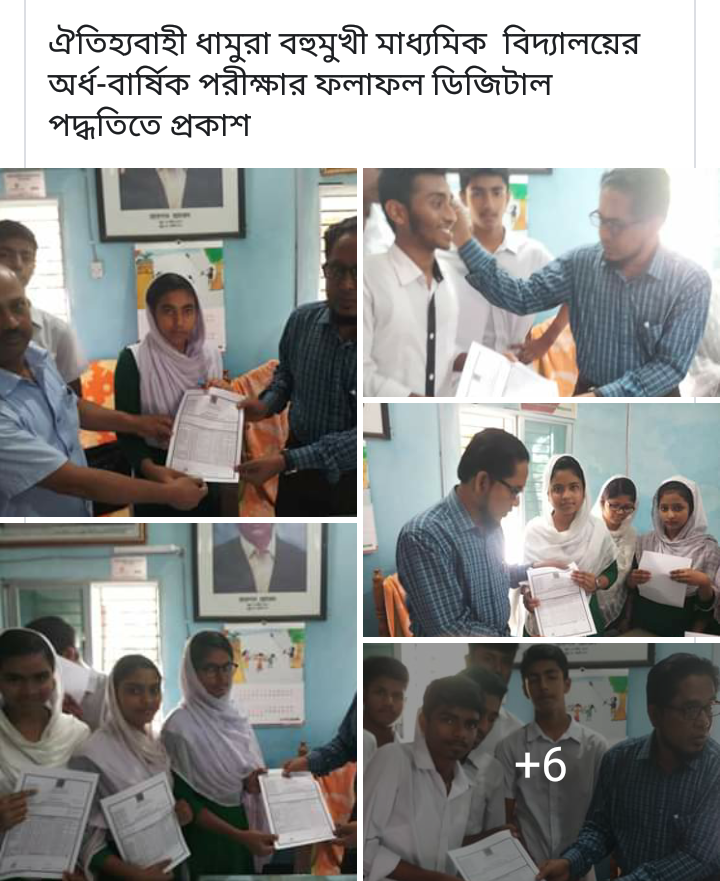 ঐতিহ্যবাহী ধামুরা বহুমুখী মাধ্যমিক বিদ্যালয়ের
অর্ধ-বার্ষিক পরীক্ষার ফলাফল ডিজিটাল
পদ্ধতিতে প্রকাশ
+6